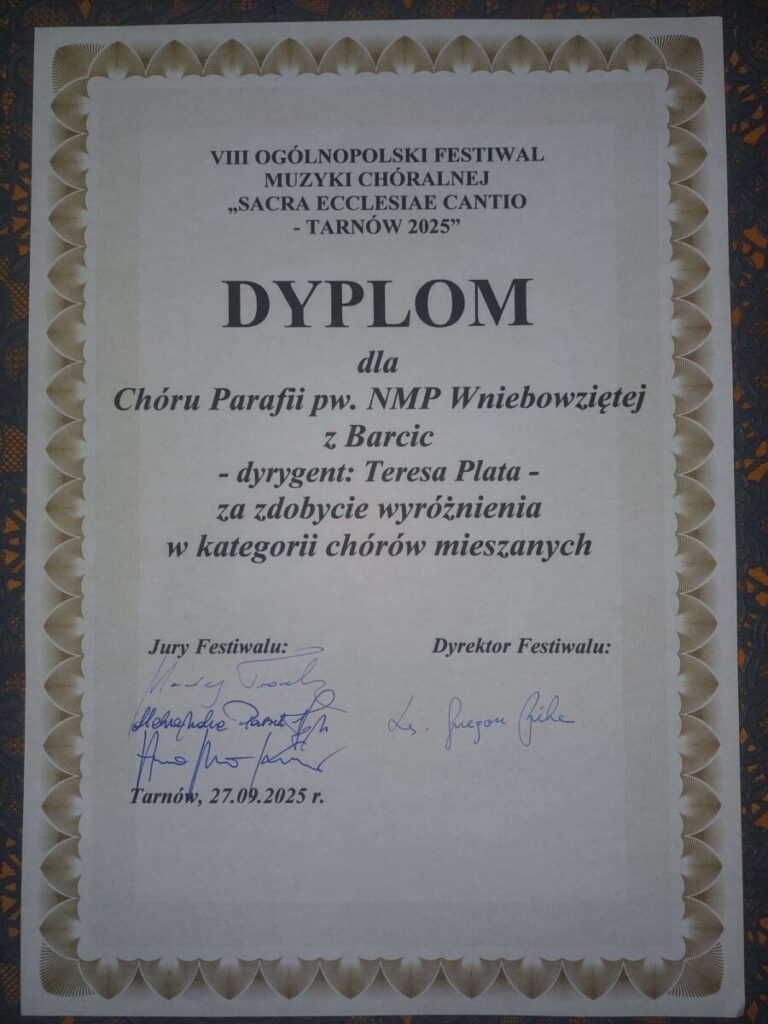 VIII OGÓLNOPOLSKI FESTIWAL
MUZYKI CHÓRALNEJ
„SACRA ECCLESIAE CANTIO
- TARNÓW 2025”
DYPLOM
dla
Chóru Parafii pw. NMP Wniebowziętej
z Barcic
- dyrygent: Teresa Plata -
za zdobycie wyróżnienia
w kategorii chórów mieszanych
Jury Festiwalu: Dyrektor Festiwalu:
Tarnów, 27.09.2025 r.